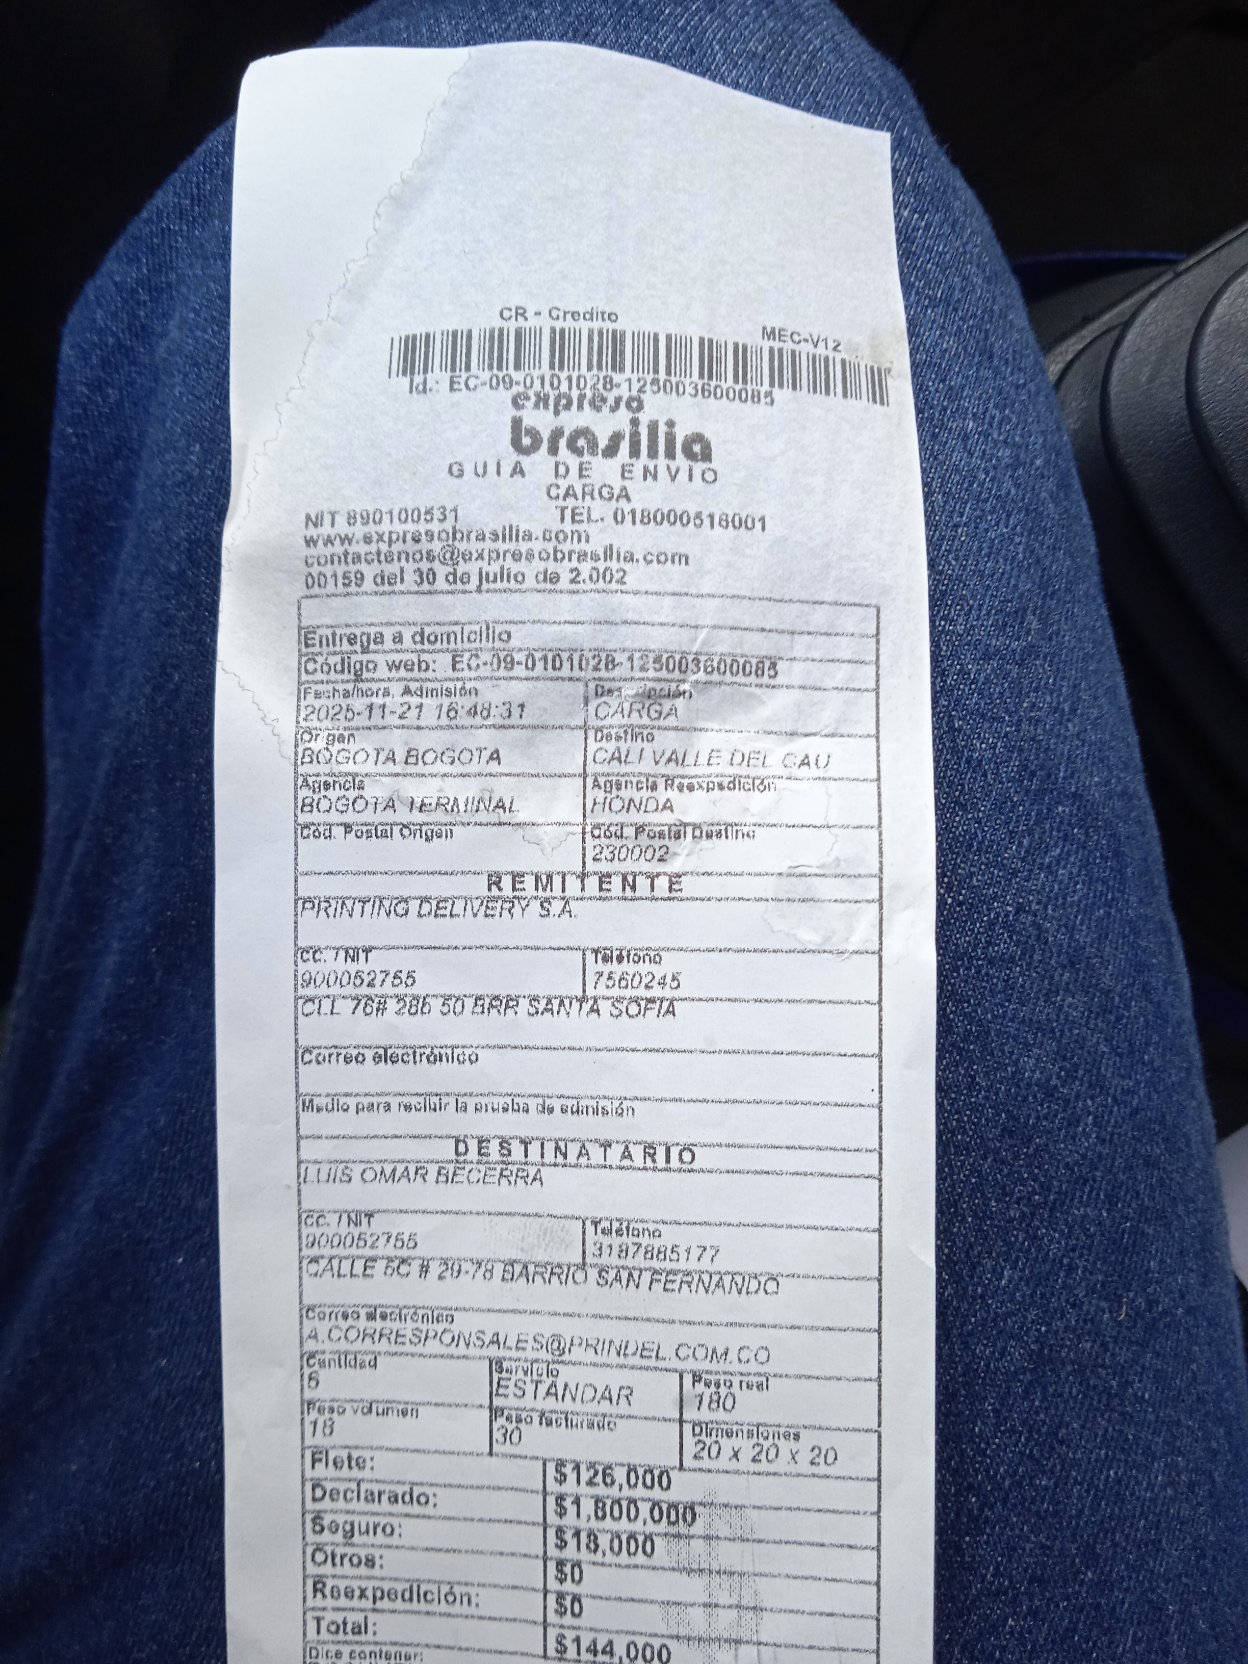 CR - Credito
MEC-V12
Id.: EC-09-0101028-125003600085
expreso
brasilia
GUIA DE ENVIO
CARGA
NIT 890100531 TEL. 018000518001
www.expresobrasilia.com
contactenos@expresobrasilia.com
00159 del 30 de julio de 2.002
Entrega a domicilio
Código web: EC-09-0101028-125003600085
Fecha/hora, Admisión Descripción
2025-11-21 16:48:31 CARGA
Origen Destino
BOGOTA BOGOTA CALI VALLE DEL CAU
Agencia Agencia Reexpedición
BOGOTA TERMINAL HONDA
Cód. Postal Origen Cód. Postal Destino
230002
REMITENTE
PRINTING DELIVERY S.A.
CC. / NIT Teléfono
900052755 7560245
CLL 76# 28b 50 BRR SANTA SOFIA
Correo electrónico
Medio para recibir la prueba de admisión
DESTINATARIO
LUIS OMAR BECERRA
CC. / NIT Teléfono
900052755 3187885177
CALLE 5C # 29-78 BARRIO SAN FERNANDO
Correo electrónico
A.CORRESPONSALES@PRINDEL.COM.CO
Cantidad Servicio Peso real
6 ESTÁNDAR 180
Peso volumen Peso facturado Dimensiones
18 30 20 x 20 x 20
Flete: $126,000
Declarado: $1,800,000
Seguro: $18,000
Otros: $0
Reexpedición: $0
Total: $144,000
Dice contener: